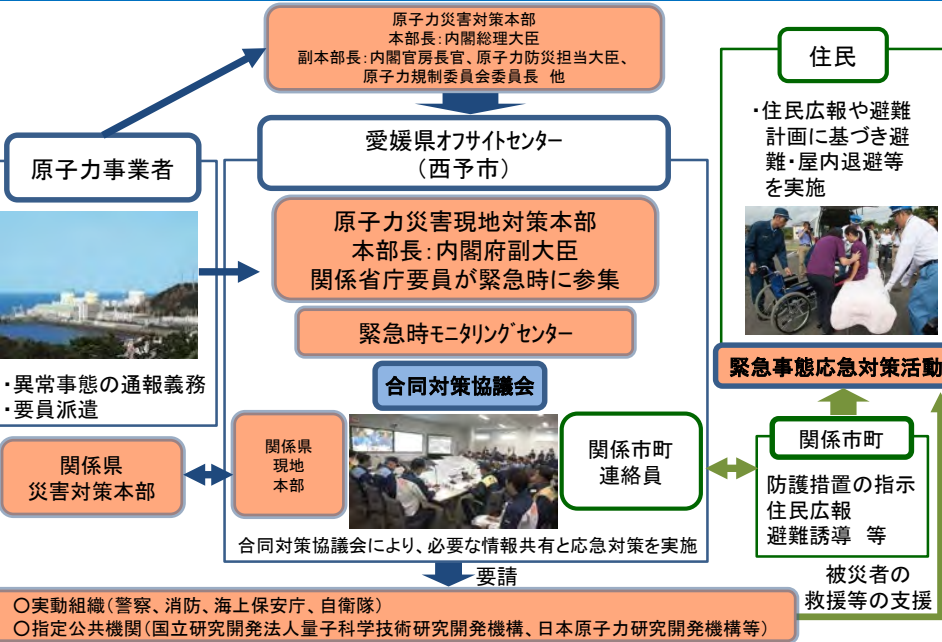 原子力災害対策本部
本部長：内閣総理大臣
副本部長：内閣官房長官、原子力防災担当大臣、
原子力規制委員会委員長 他
原子力事業者
・異常事態の通報義務
・要員派遣
愛媛県オフサイトセンター
（西予市）
原子力災害現地対策本部
本部長：内閣府副大臣
関係省庁要員が緊急時に参集
緊急時モニタリングセンター
合同対策協議会
関係県
災害対策本部
関係県
現地
本部
関係市町
連絡員
合同対策協議会により、必要な情報共有と応急対策を実施
住民
・住民広報や避難
計画に基づき避
難・屋内退避等
を実施
緊急事態応急対策活動
関係市町
防護措置の指示
住民広報
避難誘導 等
要請
被災者の
救援等の支援
○実動組織（警察、消防、海上保安庁、自衛隊）
○指定公共機関（国立研究開発法人量子科学技術研究開発機構、日本原子力研究開発機構等）